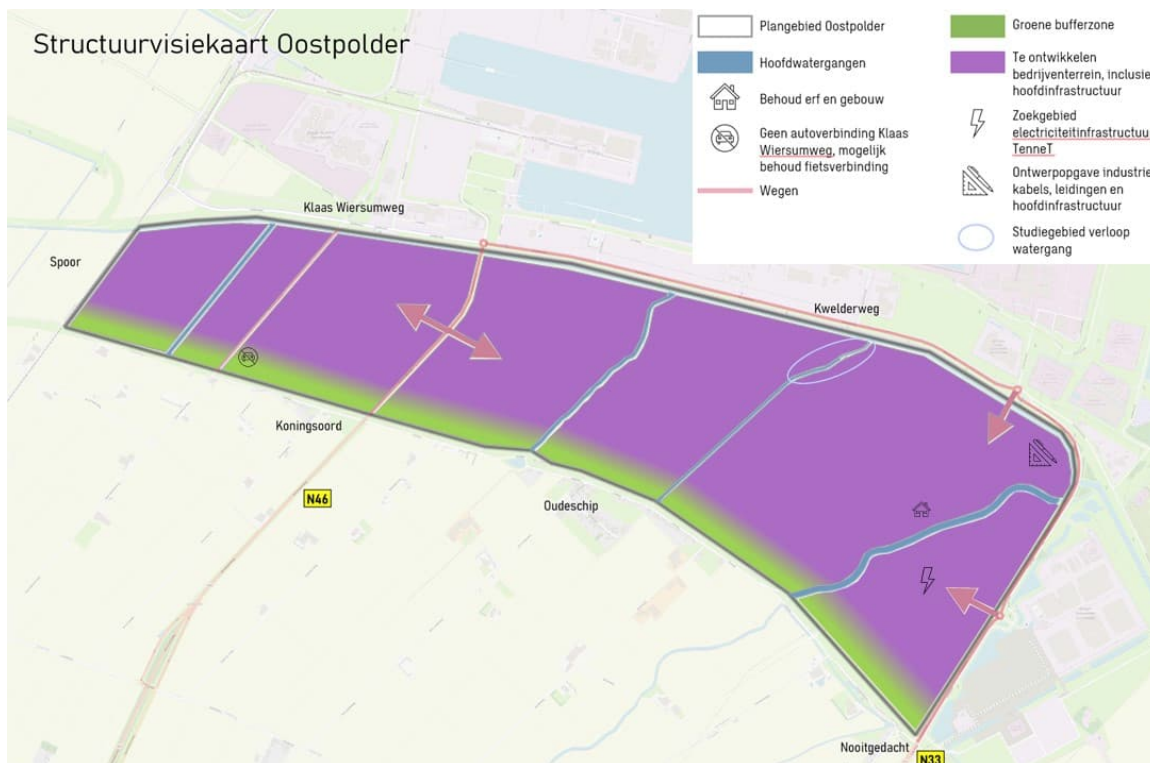 Structuurvisiekaart Oostpolder
Plangebied Oostpolder
Hoofdwatergangen
Behoud erf en gebouw
Geen autoverbinding Klaas
Wiersumweg, mogelijk
behoud fietsverbinding
Wegen
Groene bufferzone
Te ontwikkelen
bedrijventerrein, inclusie
hoofdinfrastructuur
Zoekgebied
electriciteitinfrastructuu
TenneT
Ontwerpopgave industrie
kabels, leidingen en
hoofdinfrastructuur
Studiegebied verloop
watergang
Klaas Wiersumweg
Spoor
Kwelderweg
Koningsoord
N46
Oudeschip
Nooitgedacht
N33